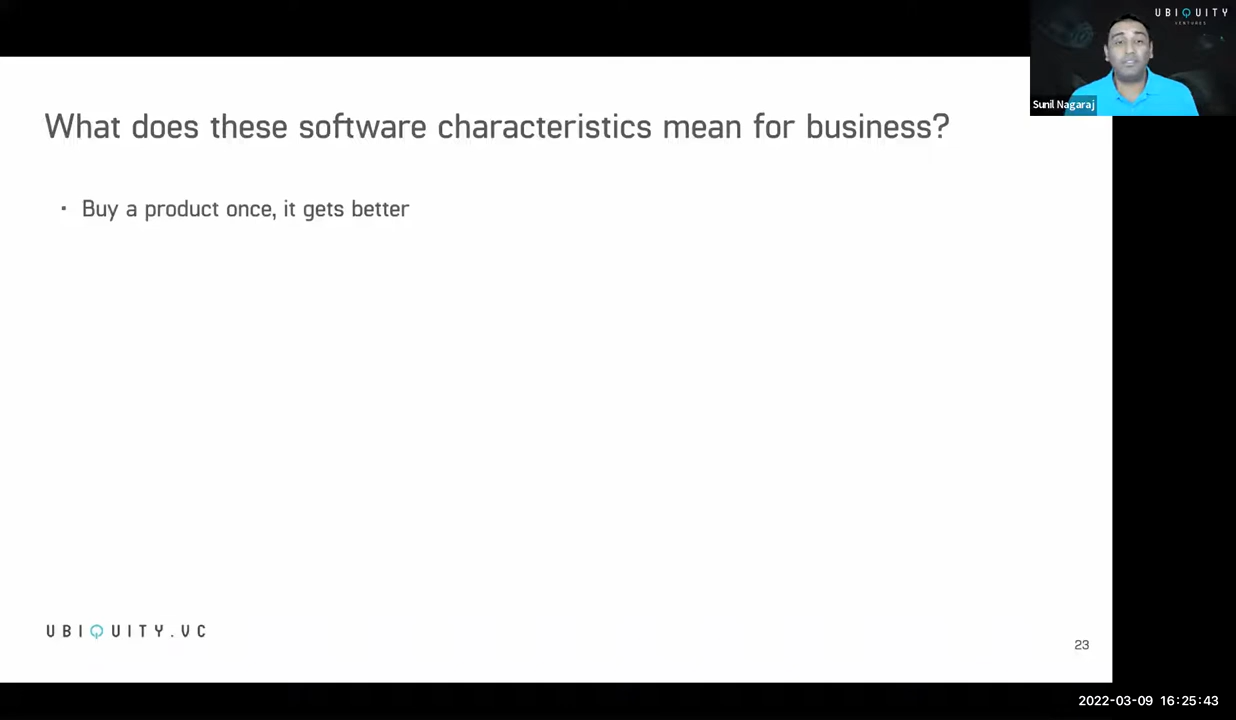 UBIQUITY
VENTURES
Sunil Nagaraj
What does these software characteristics mean for business?
· Buy a product once, it gets better
UBIQUITY.VC
23
2022-03-09 16:25:43